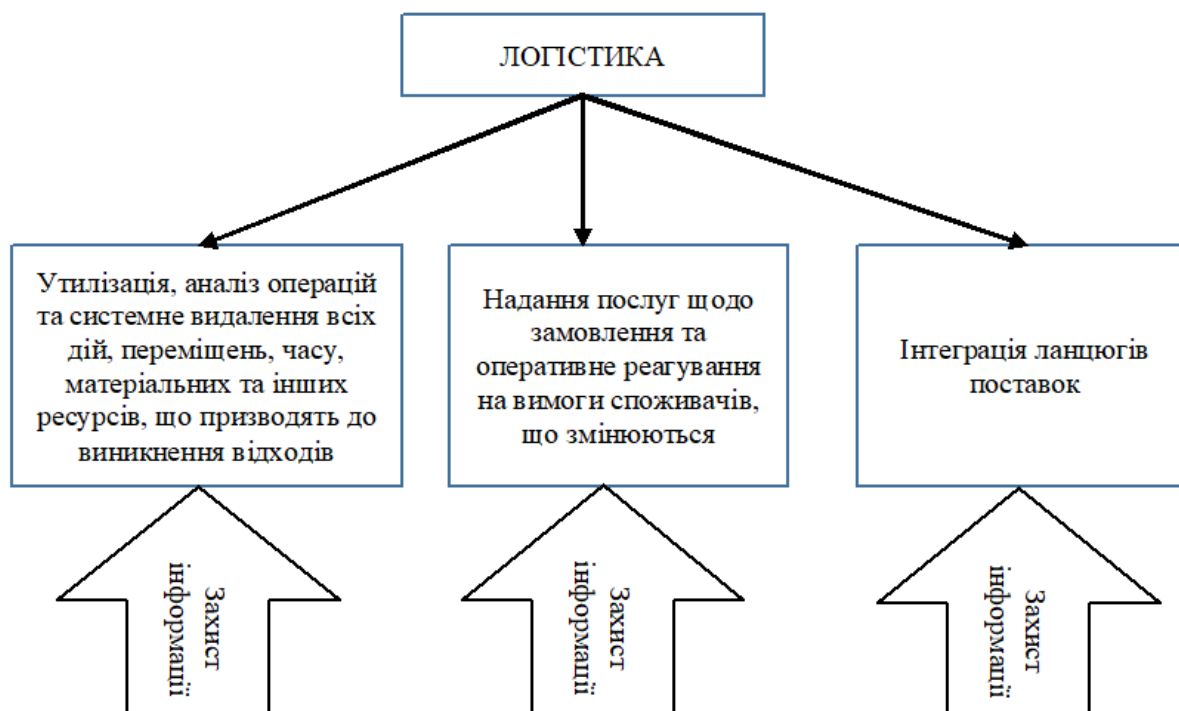 ЛОГІСТИКА
Утилізація, аналіз операцій
та системне видалення всіх
дій, переміщень, часу,
матеріальних та інших
ресурсів, що призводять до
виникнення відходів
Надання послуг щодо
замовлення та
оперативне реагування
на вимоги споживачів,
що змінюються
Інтеграція ланцюгів
поставок
Захист
інформації
Захист
інформації
Захист
інформації